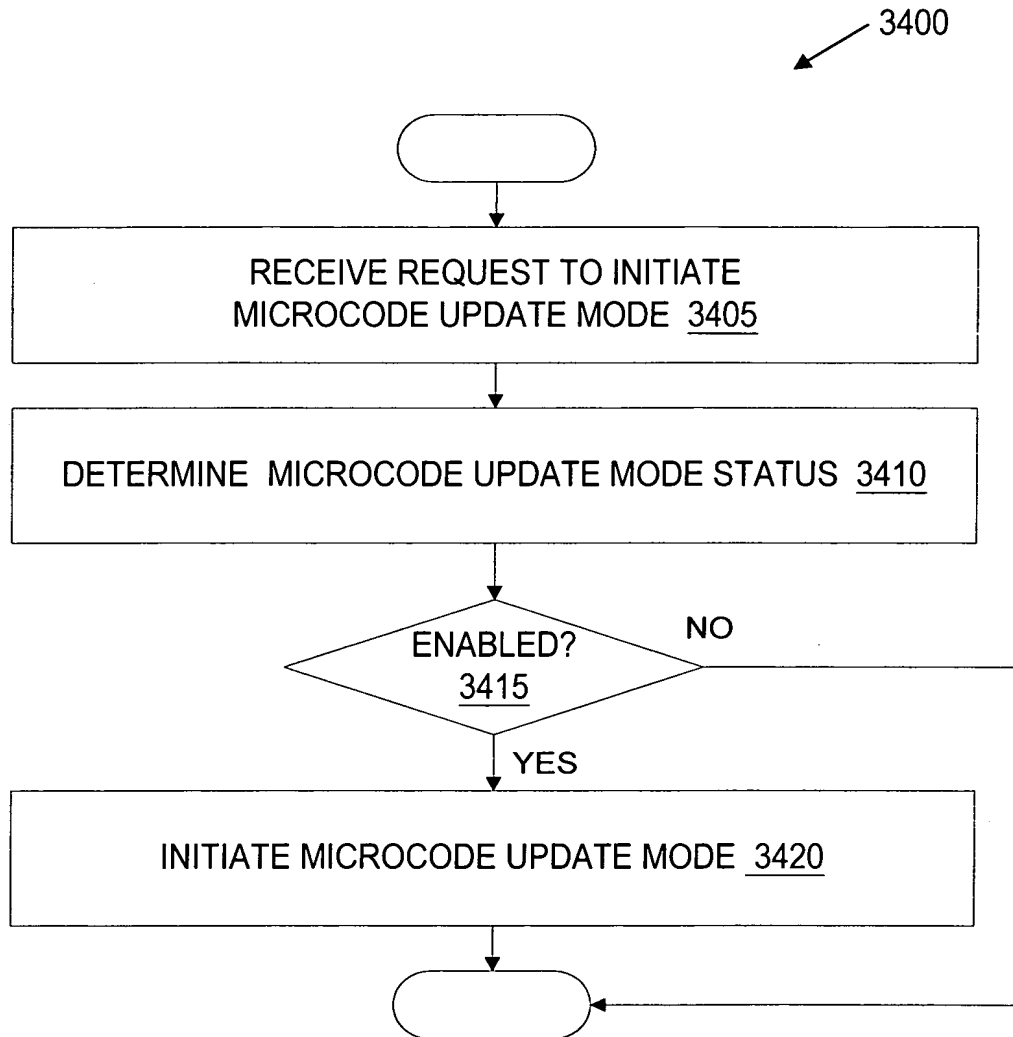 3400
RECEIVE REQUEST TO INITIATE
MICROCODE UPDATE MODE 3405
DETERMINE MICROCODE UPDATE MODE STATUS 3410
ENABLED?
3415
NO
YES
INITIATE MICROCODE UPDATE MODE 3420